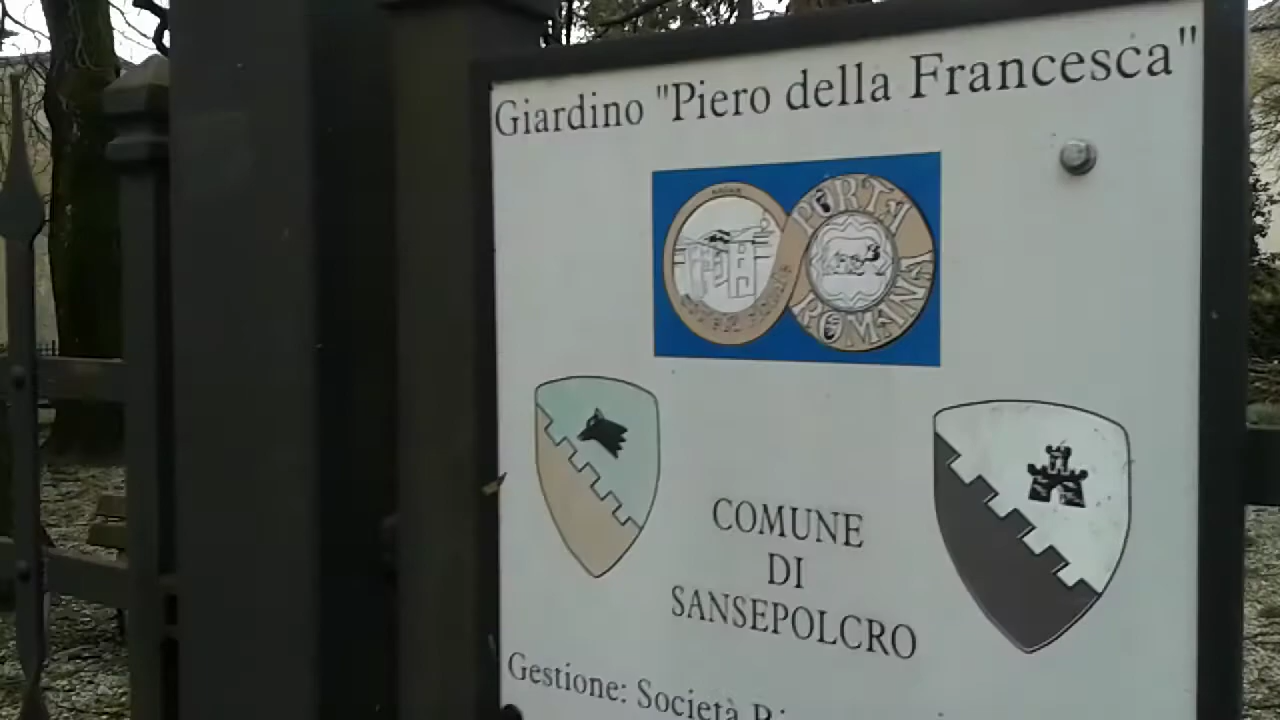 Giardino "Piero della Francesca"
PORTA
ROMANA
COMUNE
DI
SANSEPOLCRO
Gestione: Società